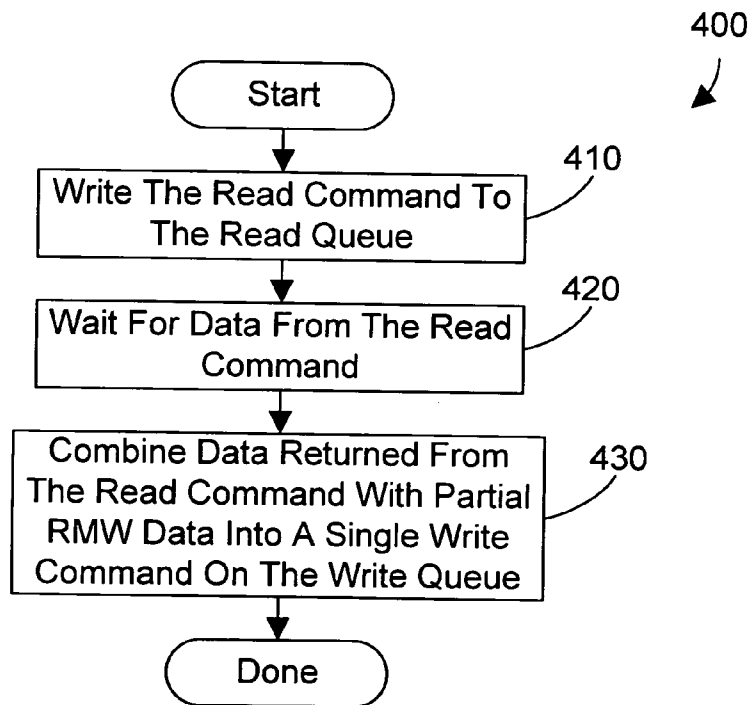 400
Start
410
Write The Read Command To
The Read Queue
420
Wait For Data From The Read
Command
430
Combine Data Returned From
The Read Command With Partial
RMW Data Into A Single Write
Command On The Write Queue
Done